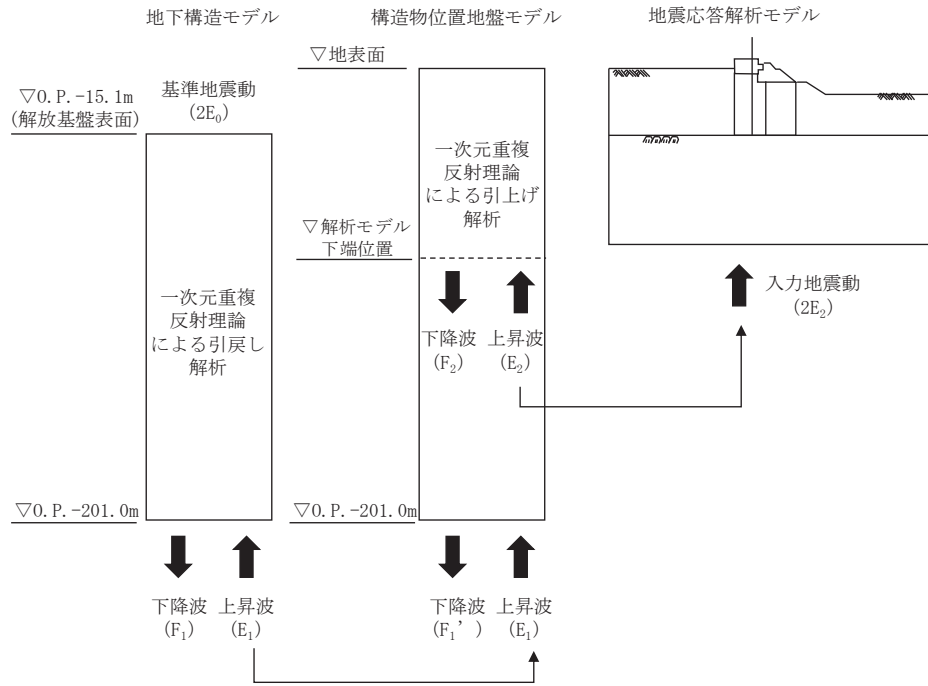 地下構造モデル
▽O.P.-15.1m
(解放基盤表面)
基準地震動
(2E₀)
一次元重複
反射理論
による引戻し
解析
▽O.P.-201.0m
下降波
(F₁)
上昇波
(E₁)
構造物位置地盤モデル
▽地表面
一次元重複
反射理論
による引上げ
解析
▽解析モデル
下端位置
下降波
(F₂)
上昇波
(E₂)
▽O.P.-201.0m
下降波
(F₁’)
上昇波
(E₁)
地震応答解析モデル
入力地震動
(2E₂)